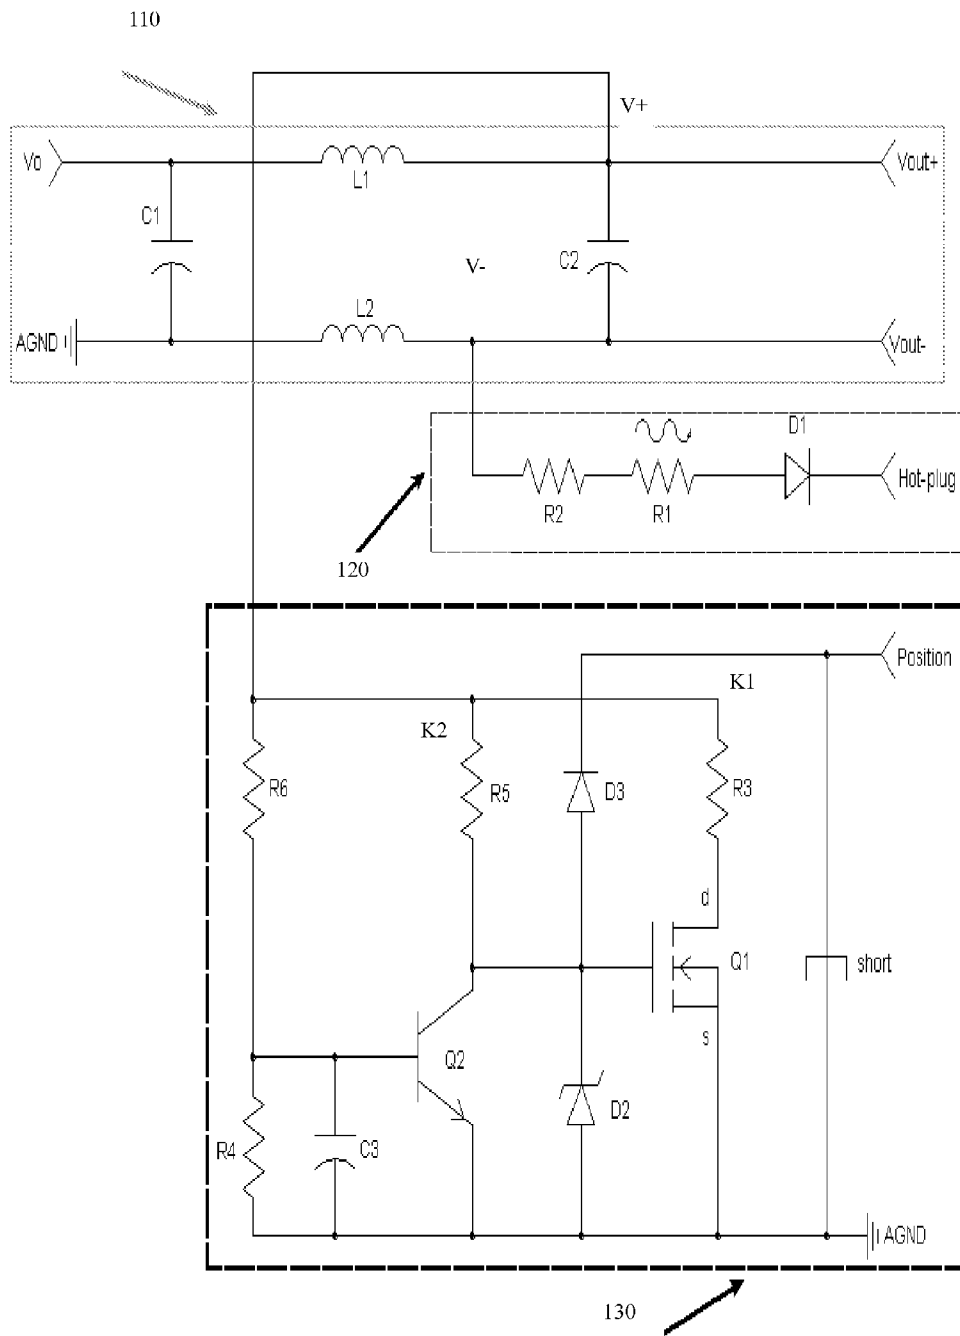 110
V+
Vo
L1
Vout+
C1
V-
C2
L2
AGND
Vout-
D1
R2
R1
Hot-plug
120
Position
K1
K2
R6
R5
D3
R3
d
Q1
short
s
Q2
D2
R4
C3
AGND
130